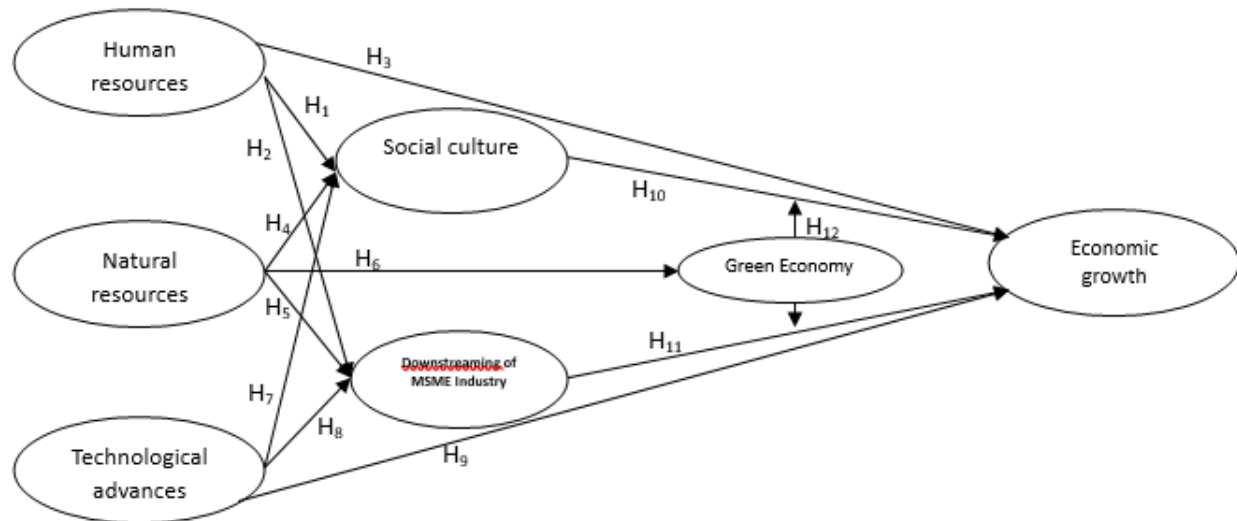 Human
resources
H₃
H₁
H₂
Social culture
H₁₀
H₄
H₁₂
Natural
resources
H₆
Green Economy
Economic
growth
H₅
H₁₁
Downstreaming of
MSME Industry
H₇
H₈
H₉
Technological
advances